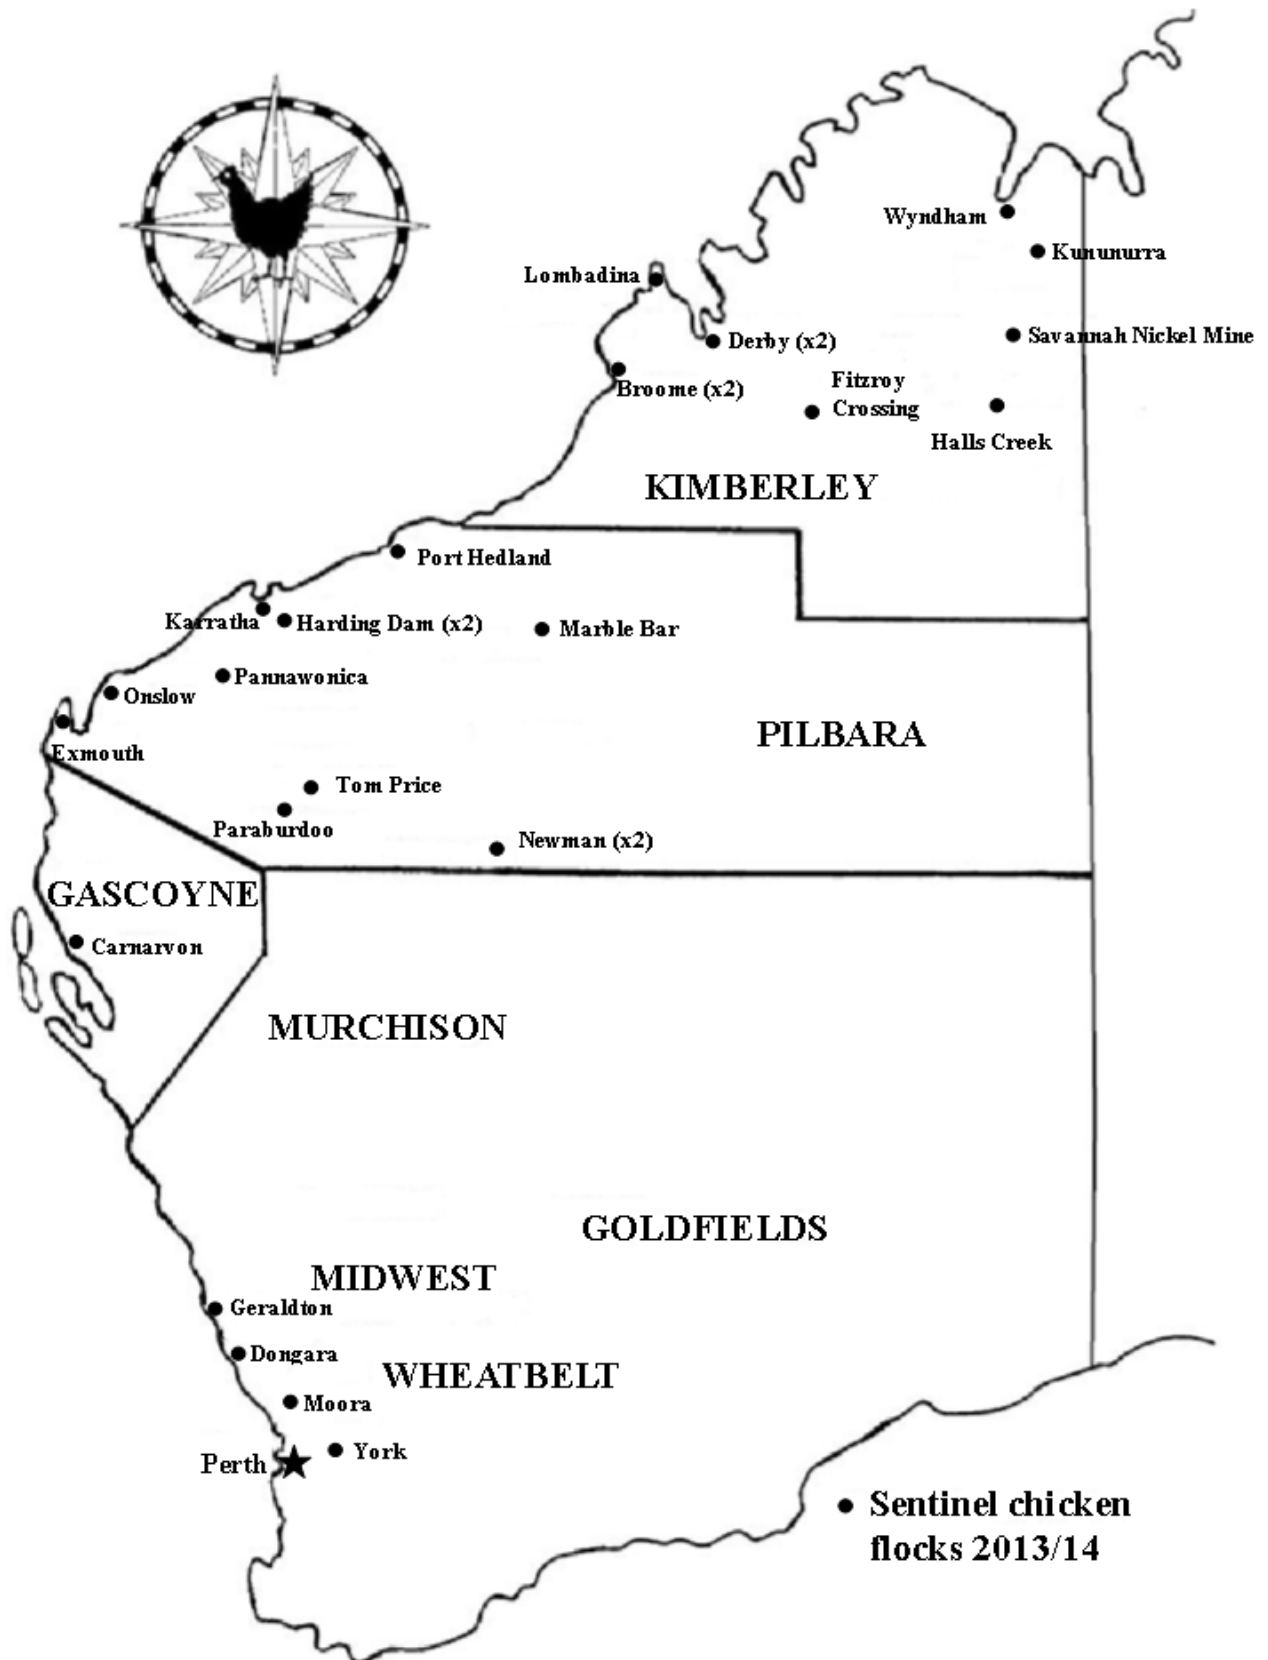 Wyndham
Kununurra
Lombadina
Savannah Nickel Mine
Derby (x2)
Fitzroy
Crossing
Broome (x2)
Halls Creek
KIMBERLEY
Port Hedland
Karratha
Harding Dam (x2)
Marble Bar
Pannawonica
Onslow
PILBARA
Exmouth
Tom Price
Paraburdoo
Newman (x2)
GASCOYNE
Carnarvon
MURCHISON
GOLDFIELDS
MIDWEST
Geraldton
Dongara
WHEATBELT
Moora
York
Perth
Sentinel chicken
flocks 2013/14